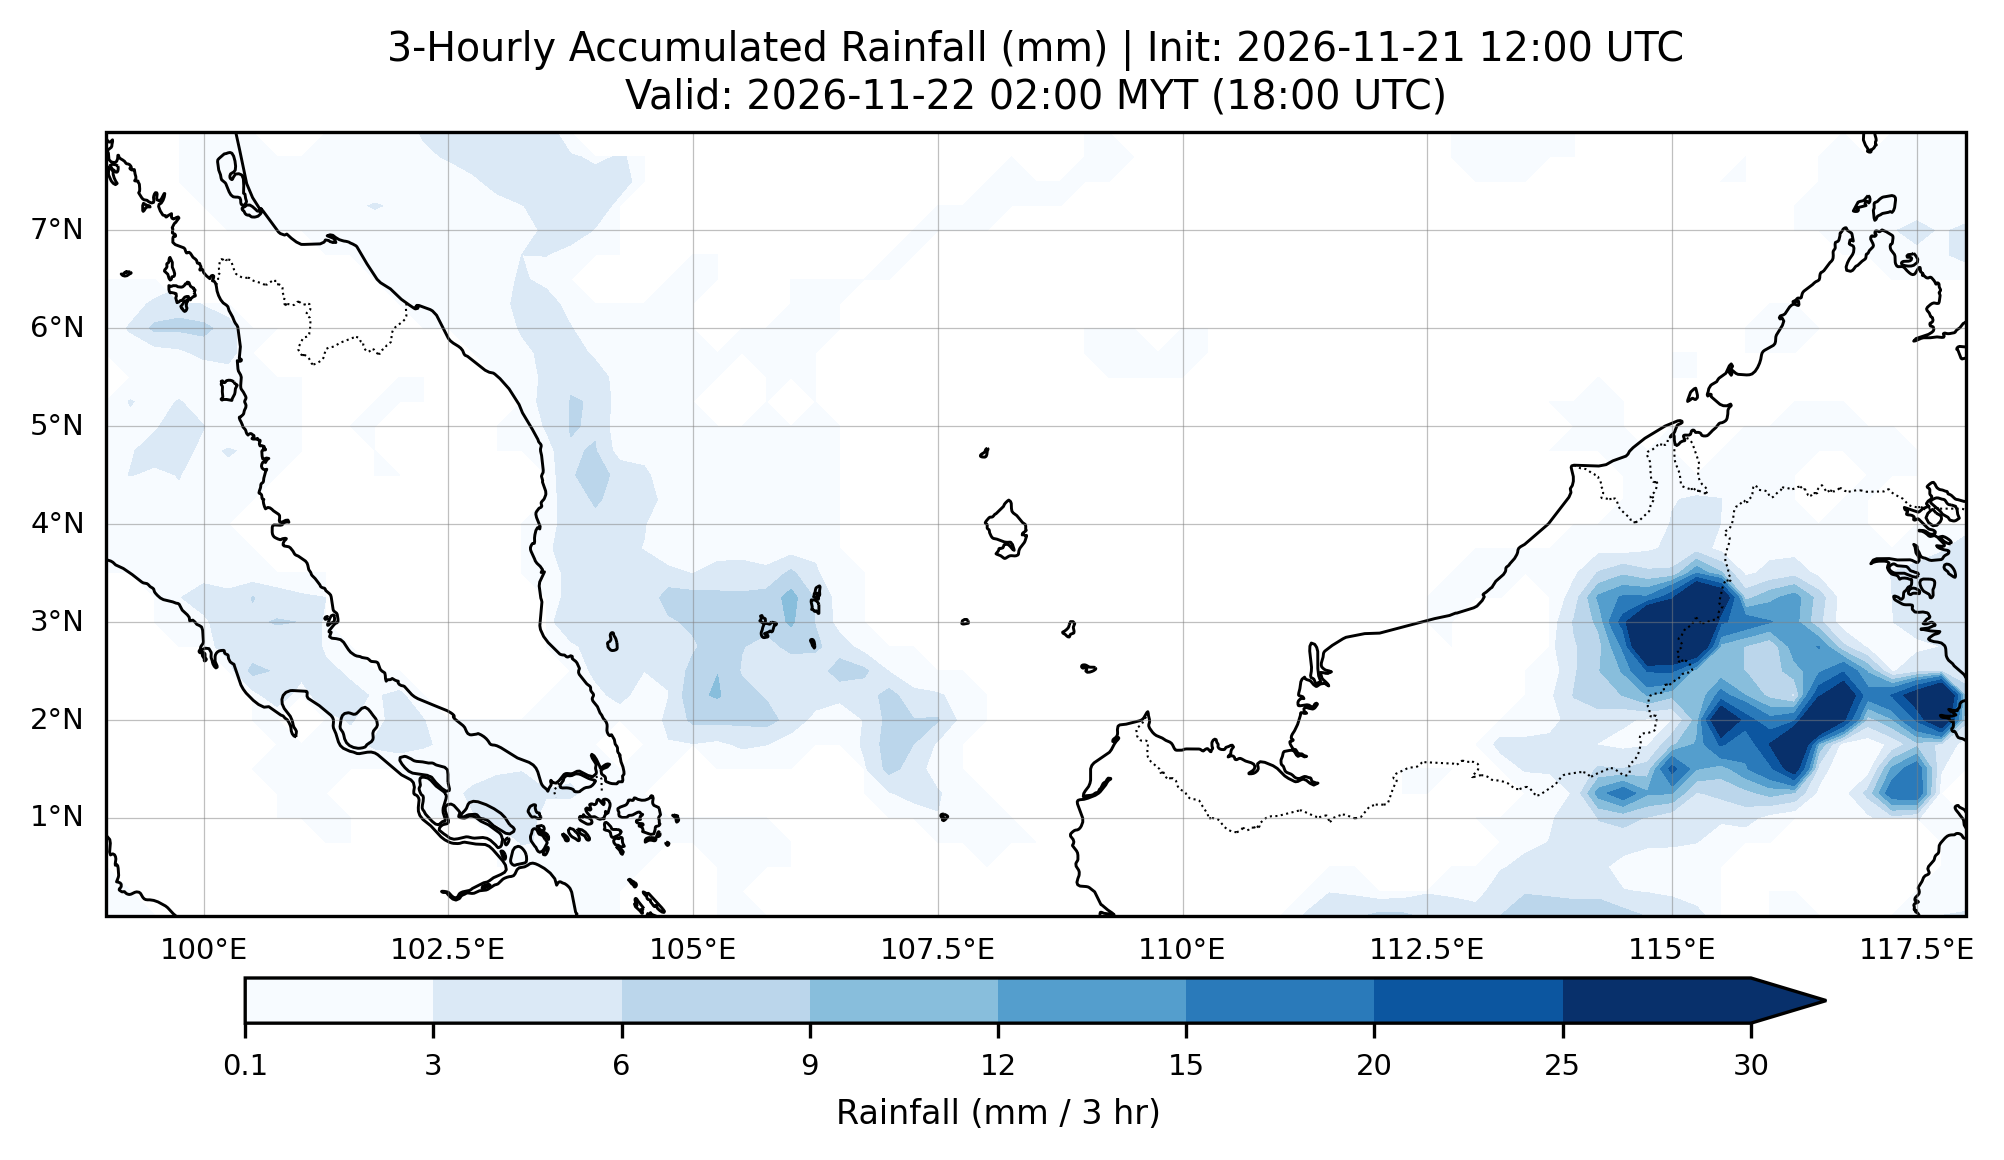 3-Hourly Accumulated Rainfall (mm) | Init: 2026-11-21 12:00 UTC
Valid: 2026-11-22 02:00 MYT (18:00 UTC)
7°N
6°N
5°N
4°N
3°N
2°N
1°N
100°E 102.5°E 105°E 107.5°E 110°E 112.5°E 115°E 117.5°E
0.1 3 6 9 12 15 20 25 30
Rainfall (mm / 3 hr)